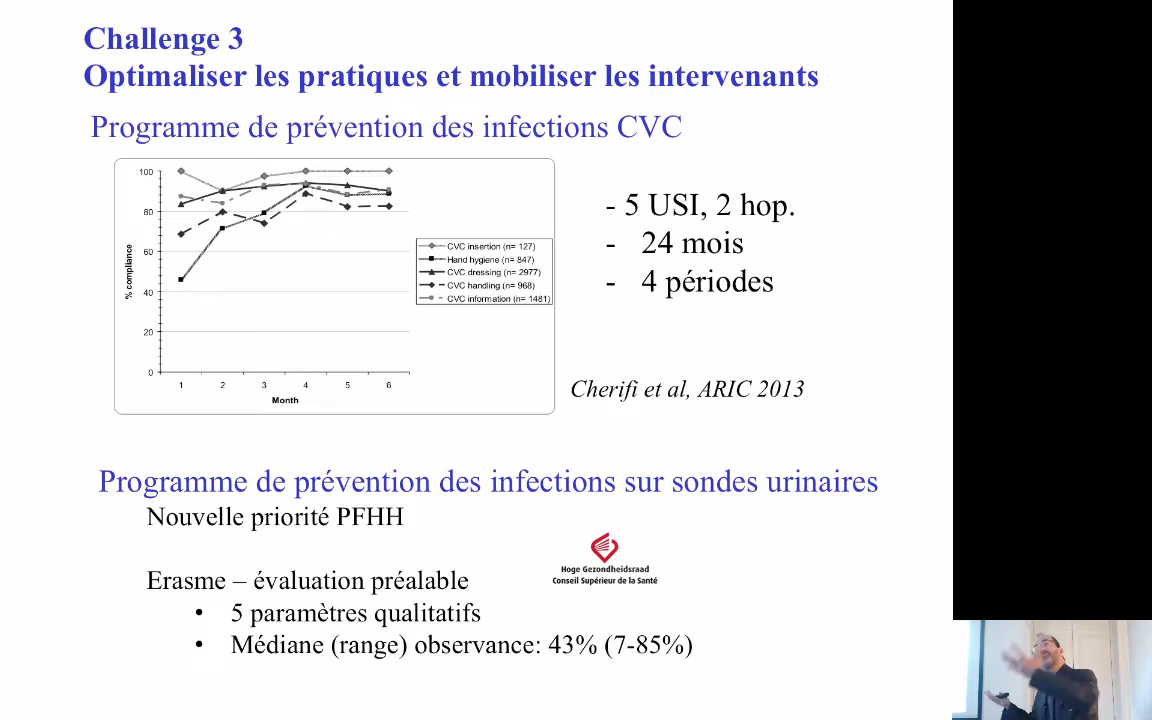 Challenge 3
Optimaliser les pratiques et mobiliser les intervenants
Programme de prévention des infections CVC
100
80
60
40
20
0
% compliance
1 2 3 4 5 6
Month
CVC insertion (n= 127)
Hand hygiene (n= 847)
CVC dressing (n= 2977)
CVC handling (n= 968)
CVC information (n= 1481)
- 5 USI, 2 hop.
- 24 mois
- 4 périodes
Cherifi et al, ARIC 2013
Programme de prévention des infections sur sondes urinaires
Nouvelle priorité PFHH
Hoge Gezondheidsraad
Conseil Supérieur de la Santé
Erasme – évaluation préalable
• 5 paramètres qualitatifs
• Médiane (range) observance: 43% (7-85%)